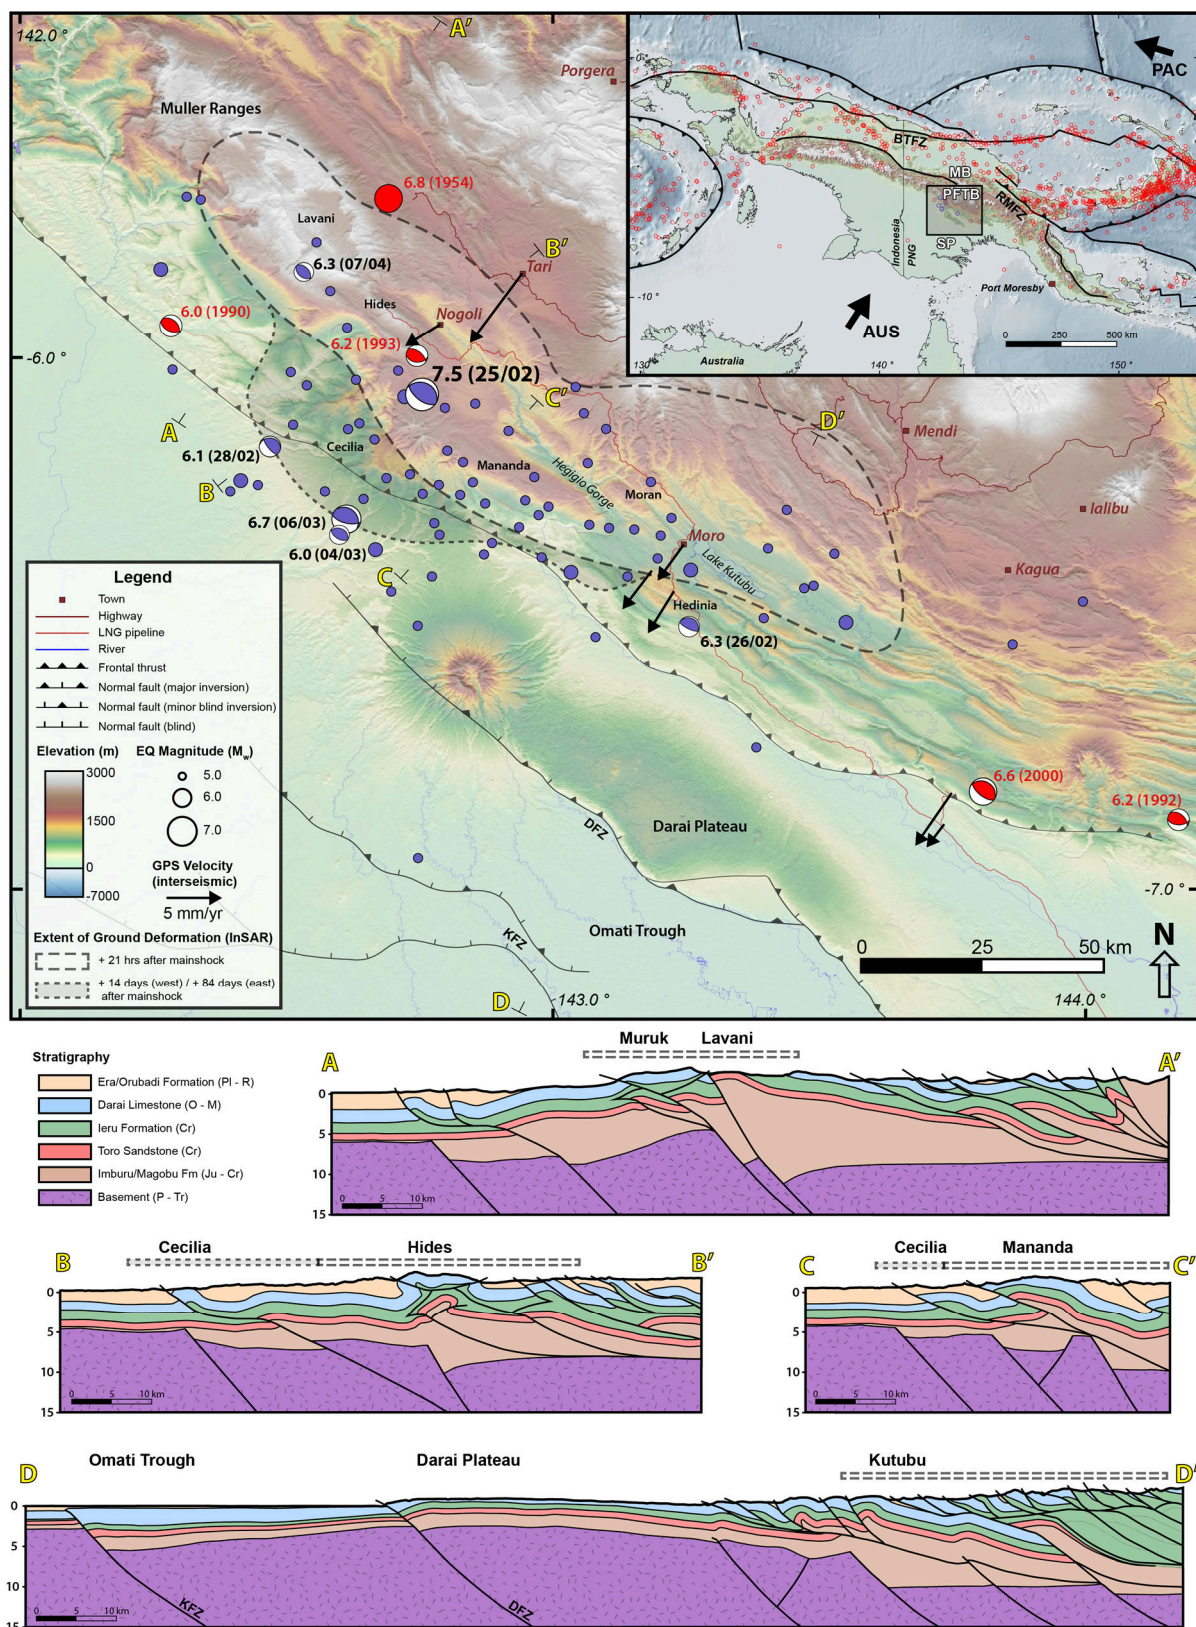 142.0 °
A'
Porgera
Muller Ranges
6.8 (1954)
Lavani
B'
Tari
6.3 (07/04)
Hides
6.0 (1990)
Nogoli
6.2 (1993)
-6.0 °
7.5 (25/02)
C'
D'
A
Mendi
Cecilia
6.1 (28/02)
Mananda
Hegigio Gorge
B
Moran
Ialibu
6.7 (06/03)
6.0 (04/03)
Moro
Lake Kutubu
Kagua
C
Hedinia
6.3 (26/02)
6.6 (2000)
6.2 (1992)
DFZ
Darai Plateau
-7.0 °
Omati Trough
KFZ
0 25 50 km
N
D
143.0 °
144.0 °
PAC
0 °
BTFZ
MB
PFTB
RMFZ
SP
Indonesia
PNG
-10 °
Port Moresby
AUS
0 250 500 km
Australia
130 °
140 °
150 °
Legend
Town
Highway
LNG pipeline
River
Frontal thrust
Normal fault (major inversion)
Normal fault (minor blind inversion)
Normal fault (blind)
Elevation (m)
3000
1500
0
-7000
EQ Magnitude (Mw)
5.0
6.0
7.0
GPS Velocity
(interseismic)
5 mm/yr
Extent of Ground Deformation (InSAR)
+ 21 hrs after mainshock
+ 14 days (west) / + 84 days (east)
after mainshock
Stratigraphy
Era/Orubadi Formation (Pl - R)
Darai Limestone (O - M)
Ieru Formation (Cr)
Toro Sandstone (Cr)
Imburu/Magobu Fm (Ju - Cr)
Basement (P - Tr)
A
Muruk Lavani
A'
0
5
10
15
0 5 10 km
B
Cecilia Hides
B'
0
5
10
15
0 5 10 km
C
Cecilia Mananda
C'
0
5
10
15
0 5 10 km
D
Omati Trough Darai Plateau Kutubu
D'
0
5
10
15
0 5 10 km
KFZ
DFZ